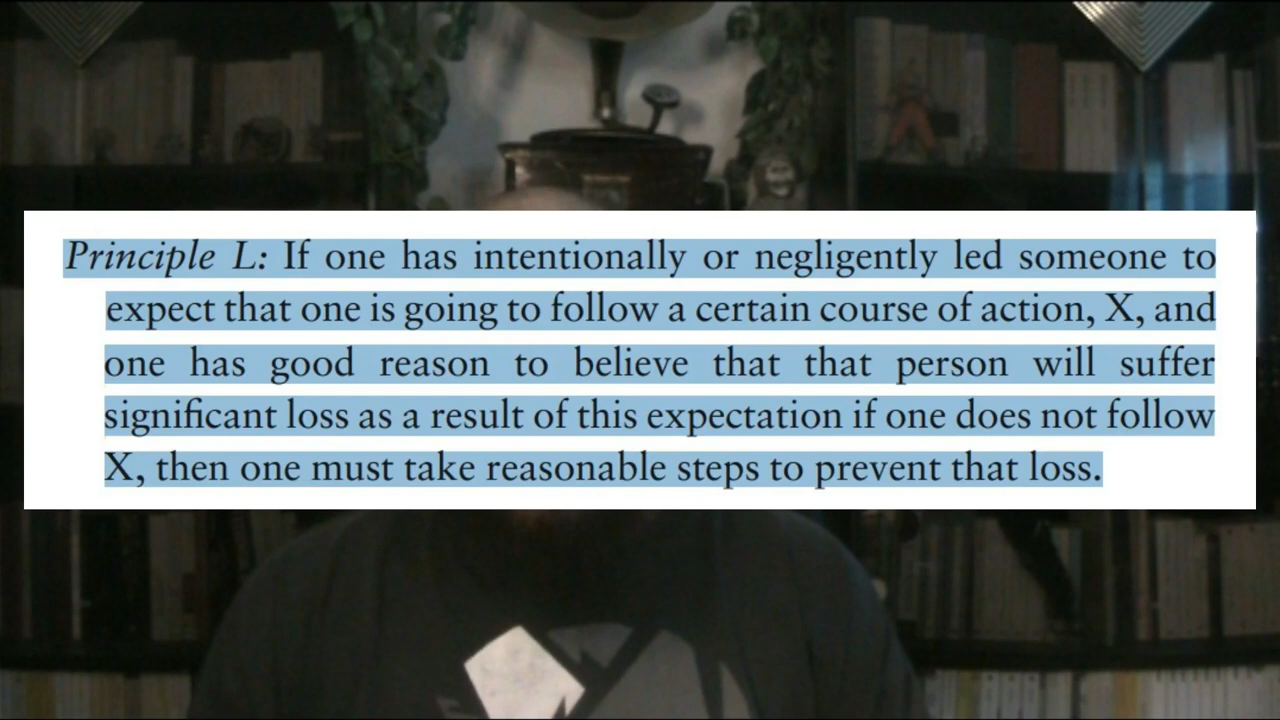 Principle L: If one has intentionally or negligently led someone to
expect that one is going to follow a certain course of action, X, and
one has good reason to believe that that person will suffer
significant loss as a result of this expectation if one does not follow
X, then one must take reasonable steps to prevent that loss.